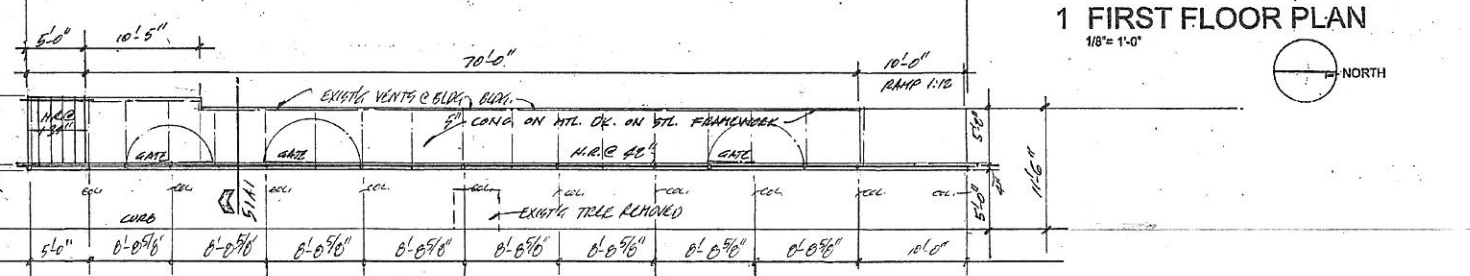 1 FIRST FLOOR PLAN
1/8"= 1'-0"
NORTH
5'-0"
10'-5"
70'-0"
10'-0"
RAMP 1:12
EXIST'G VENTS @ BLDG. BLDG.
H.R. @
34"
5" CONC ON MTL. DK. ON STL. FRAMEWORK
GATE
GATE
H.R. @ 42"
GATE
5'-8"
11'-6"
5'-0"
COL.
COL.
COL.
COL.
COL.
COL.
COL.
COL.
COL.
COL.
CURB
EXIST'G TREE REMOVED
5'-0"
8'-8 5/8"
8'-8 5/8"
8'-8 5/8"
8'-8 5/8"
8'-8 5/8"
8'-8 5/8"
8'-8 5/8"
8'-8 5/8"
10'-0"